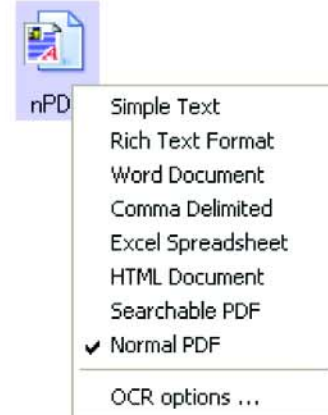 nPD
Simple Text
Rich Text Format
Word Document
Comma Delimited
Excel Spreadsheet
HTML Document
Searchable PDF
Normal PDF
OCR options ...